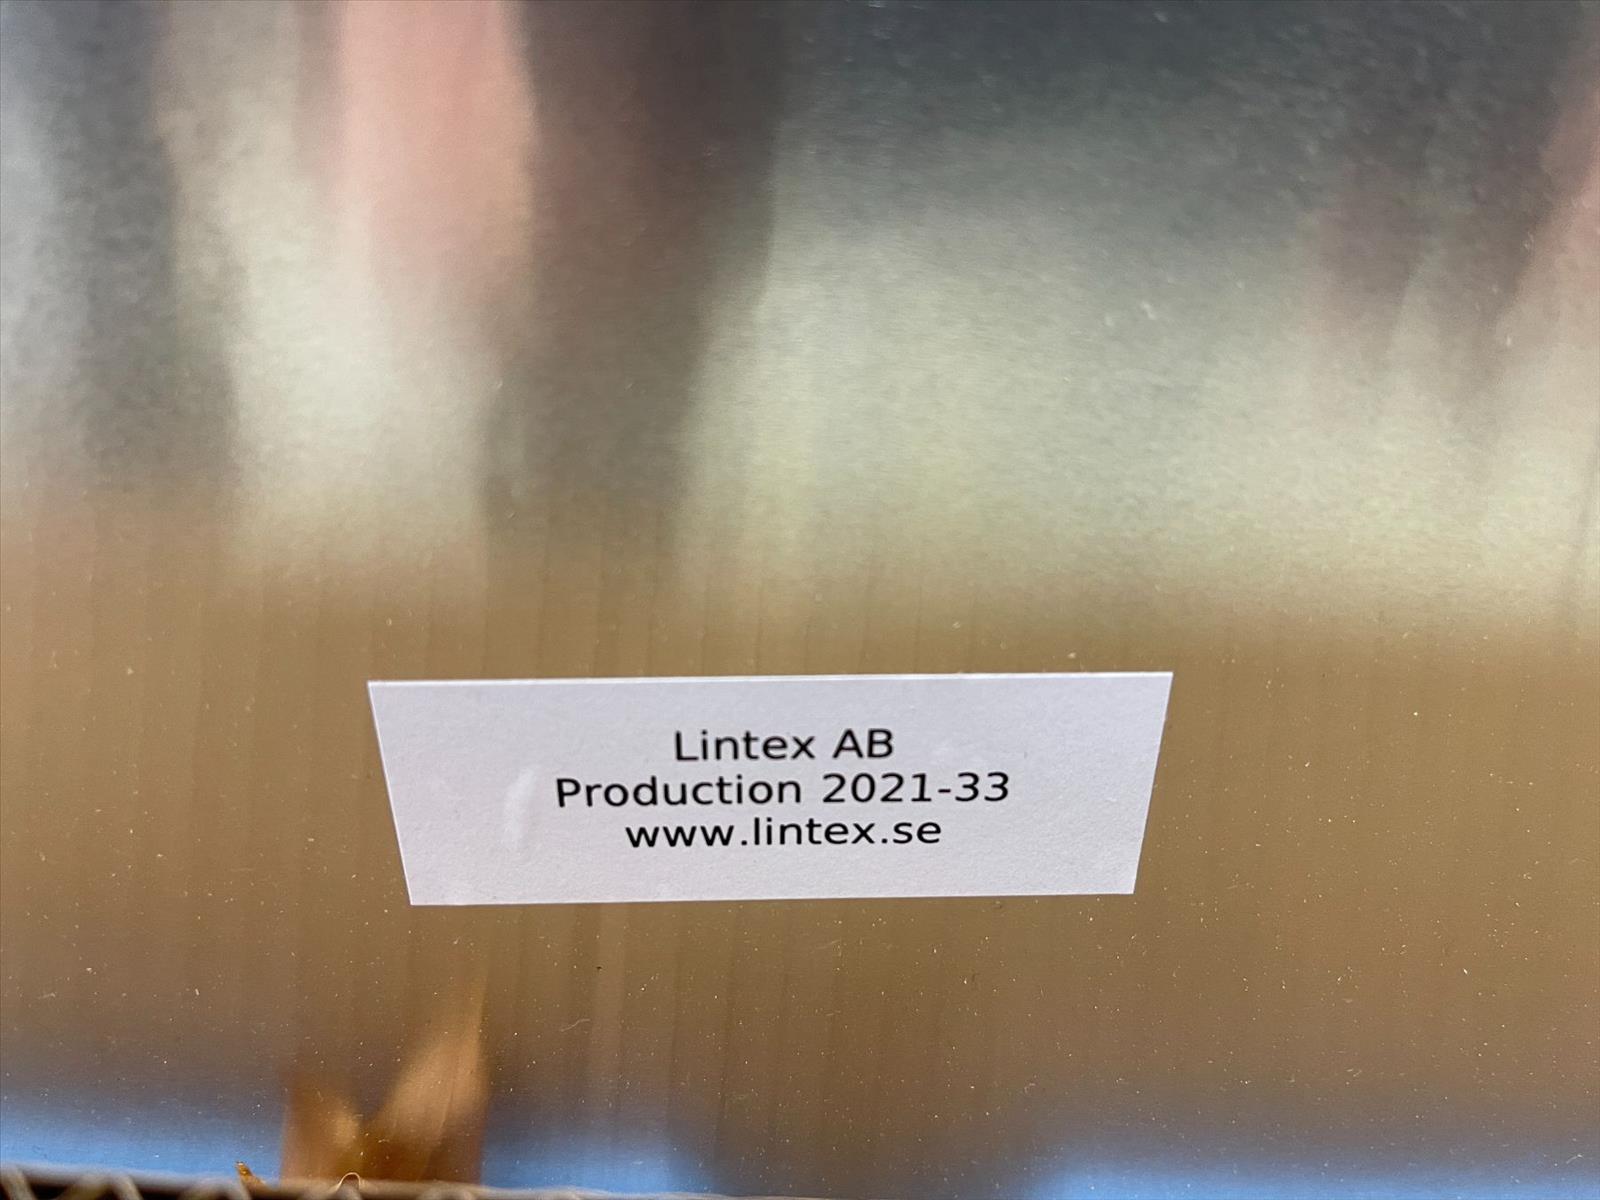 Lintex AB
Production 2021-33
www.lintex.se